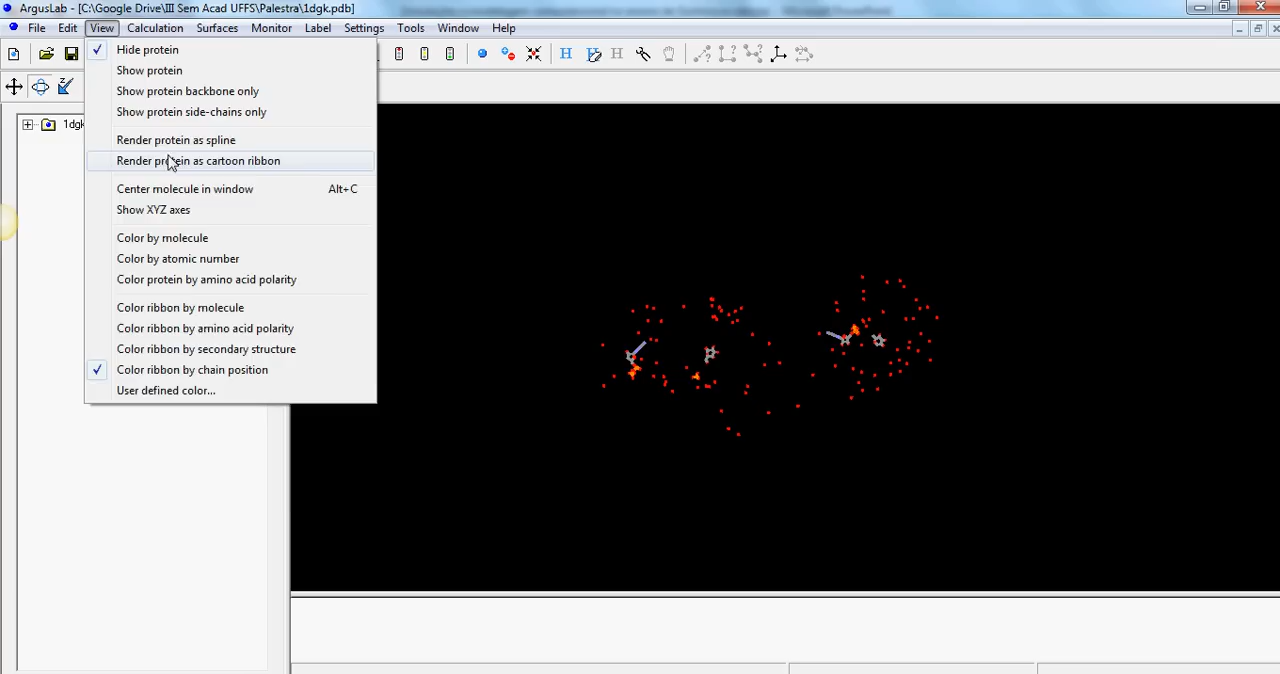 ArgusLab - [C:\Google Drive\III Sem Acad UFFS\Palestra\1dgk.pdb]
File Edit View Calculation Surfaces Monitor Label Settings Tools Window Help
Hide protein
Show protein
Show protein backbone only
Show protein side-chains only
1dgk
Render protein as spline
Render protein as cartoon ribbon
Center molecule in window Alt+C
Show XYZ axes
Color by molecule
Color by atomic number
Color protein by amino acid polarity
Color ribbon by molecule
Color ribbon by amino acid polarity
Color ribbon by secondary structure
Color ribbon by chain position
User defined color...